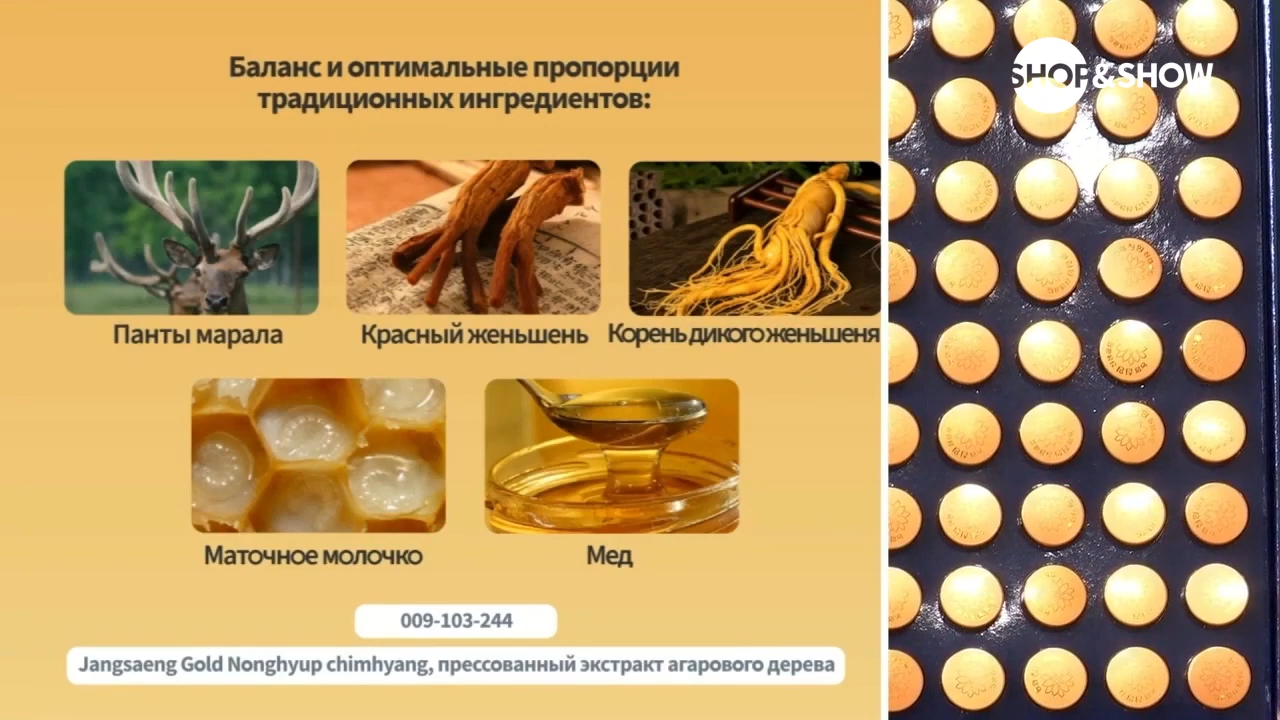 Баланс и оптимальные пропорции
традиционных ингредиентов:
SHOP&SHOW
Панты марала
Красный женьшень
Корень дикого женьшеня
Маточное молочко
Мед
009-103-244
Jangsaeng Gold Nonghyup chimhyang, прессованный экстракт агарового дерева